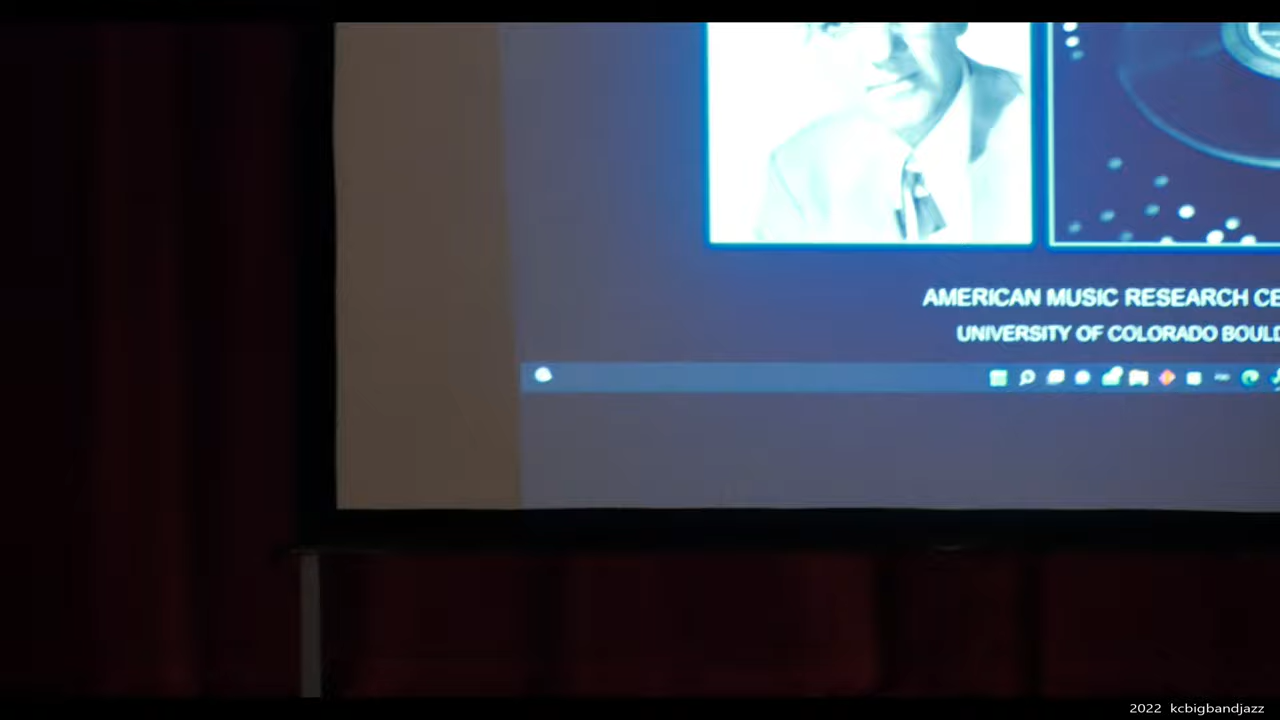 AMERICAN MUSIC RESEARCH CE
UNIVERSITY OF COLORADO BOULD
2022 kcbigbandjazz